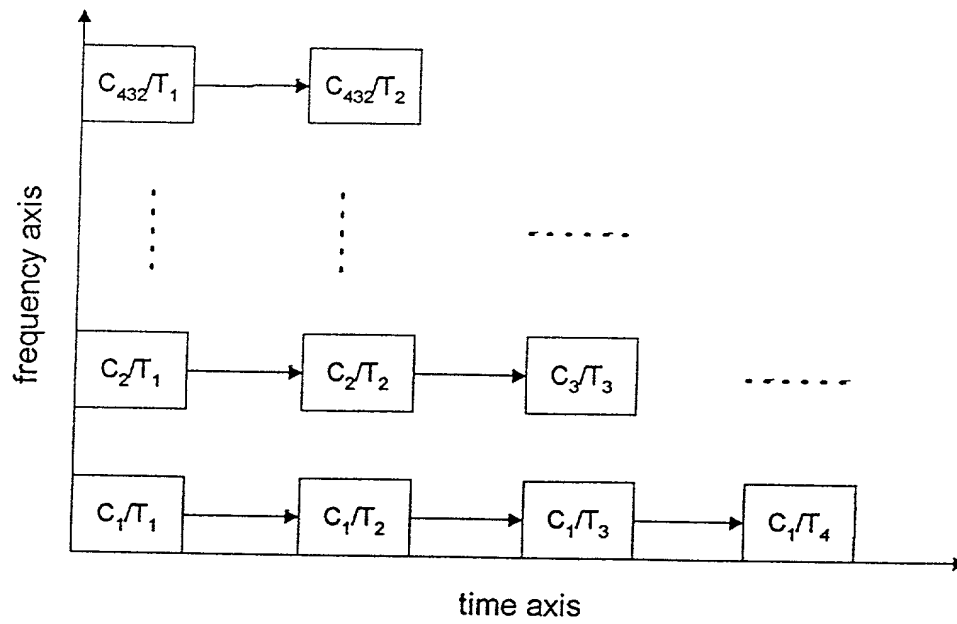 C₄₃₂/T₁ C₄₃₂/T₂
frequency axis
C₂/T₁ C₂/T₂ C₃/T₃
C₁/T₁ C₁/T₂ C₁/T₃ C₁/T₄
time axis